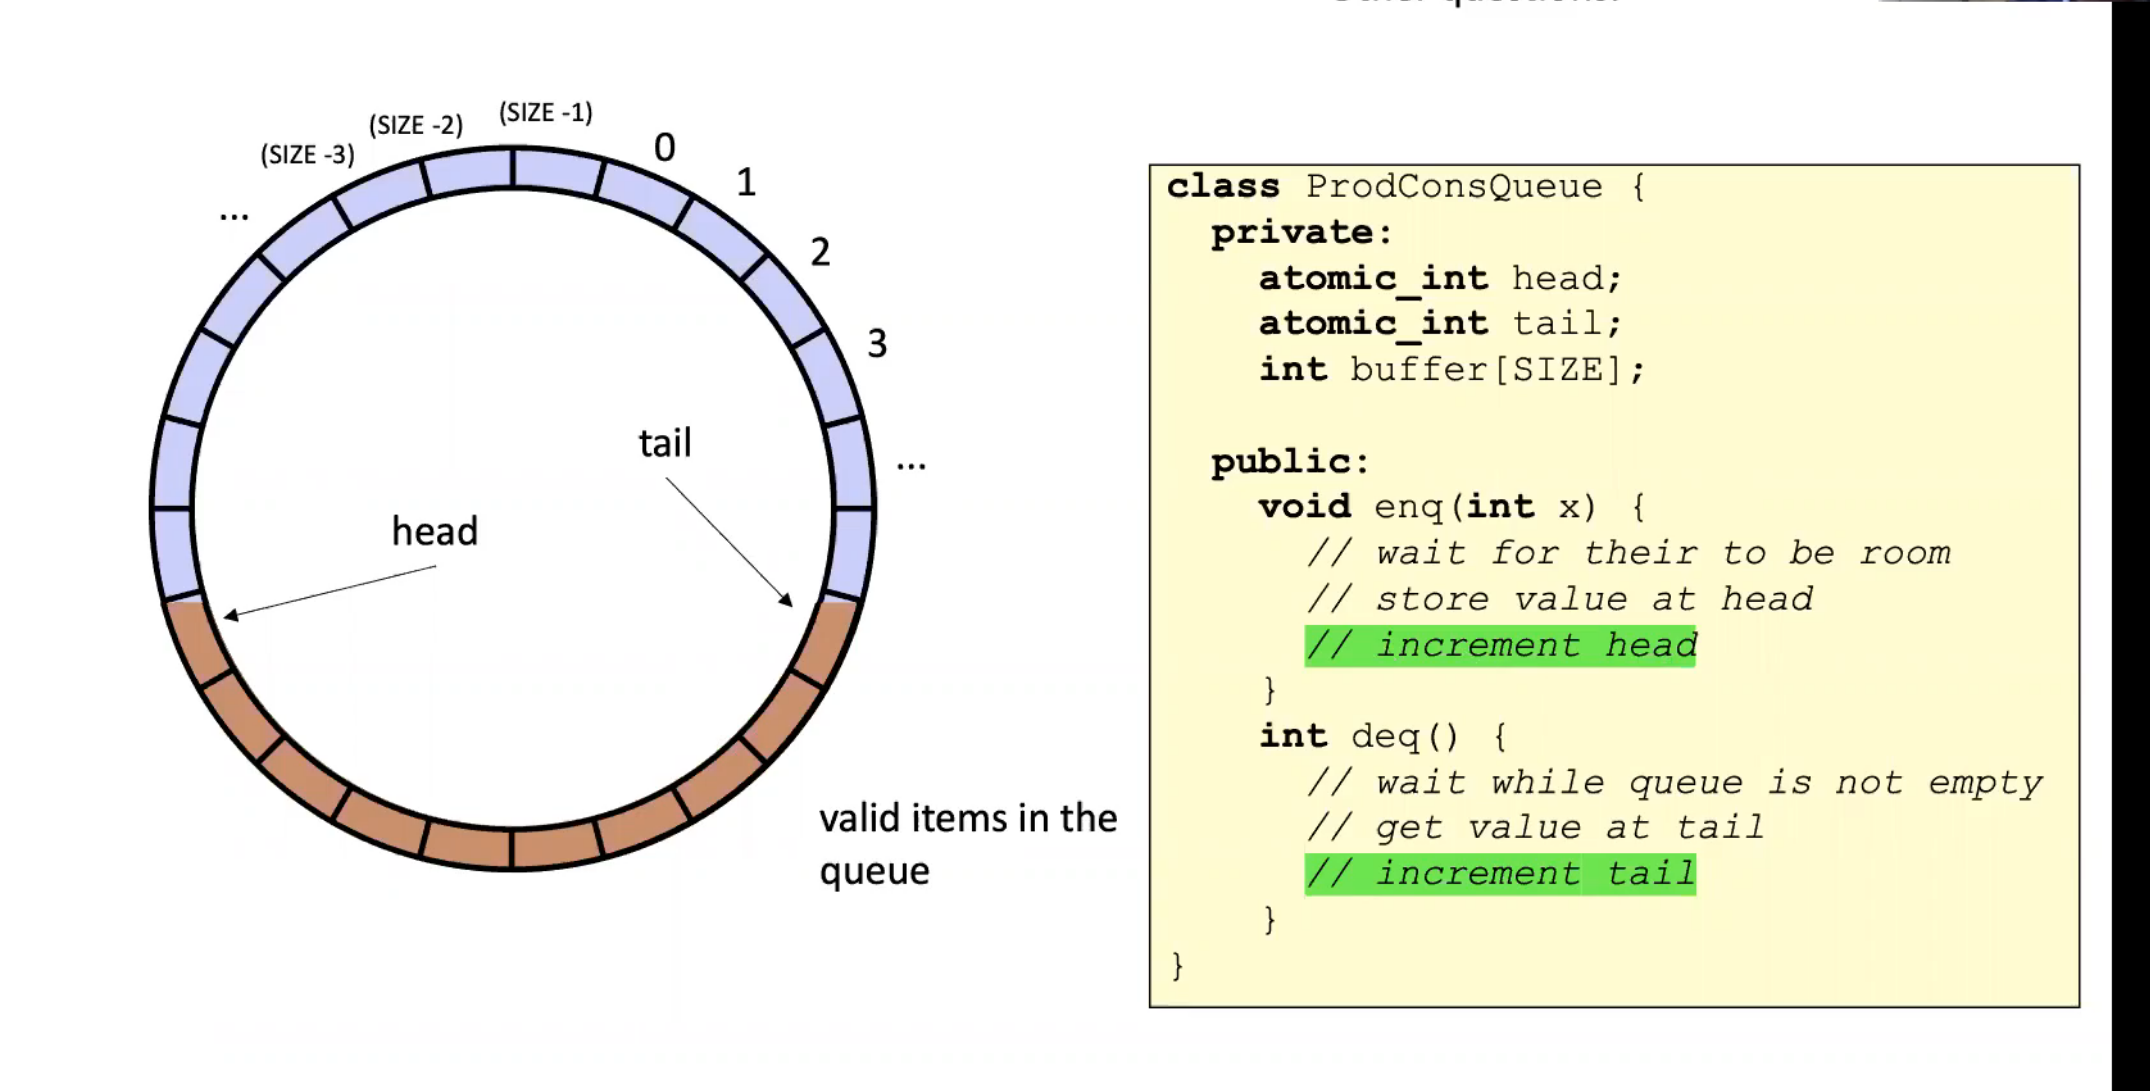 (SIZE -1)
(SIZE -2)
(SIZE -3)
0
1
2
3
...
...
tail
head
valid items in the
queue
class ProdConsQueue {
private:
atomic_int head;
atomic_int tail;
int buffer[SIZE];
public:
void enq(int x) {
// wait for their to be room
// store value at head
// increment head
}
int deq() {
// wait while queue is not empty
// get value at tail
// increment tail
}
}